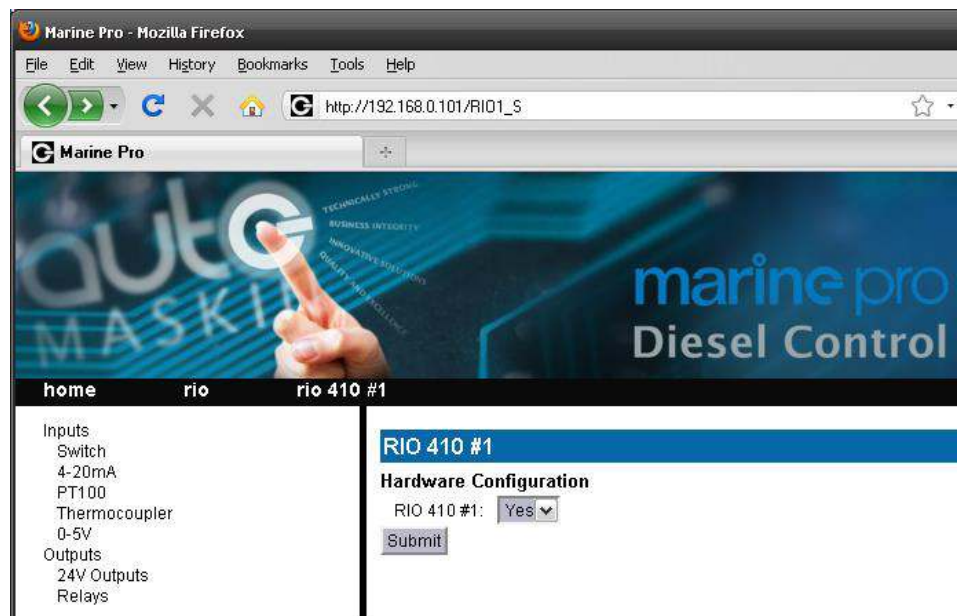 Marine Pro - Mozilla Firefox
File Edit View History Bookmarks Tools Help
http://192.168.0.101/RIO1_S
Marine Pro
auto
TECHNICALLY STRONG
BUSINESS INTEGRITY
INNOVATIVE SOLUTIONS
QUALITY AND EXCELLENCE
MASKIN
marine pro
Diesel Control
home rio rio 410 #1
Inputs
Switch
4-20mA
PT100
Thermocoupler
0-5V
Outputs
24V Outputs
Relays
RIO 410 #1
Hardware Configuration
RIO 410 #1: Yes
Submit